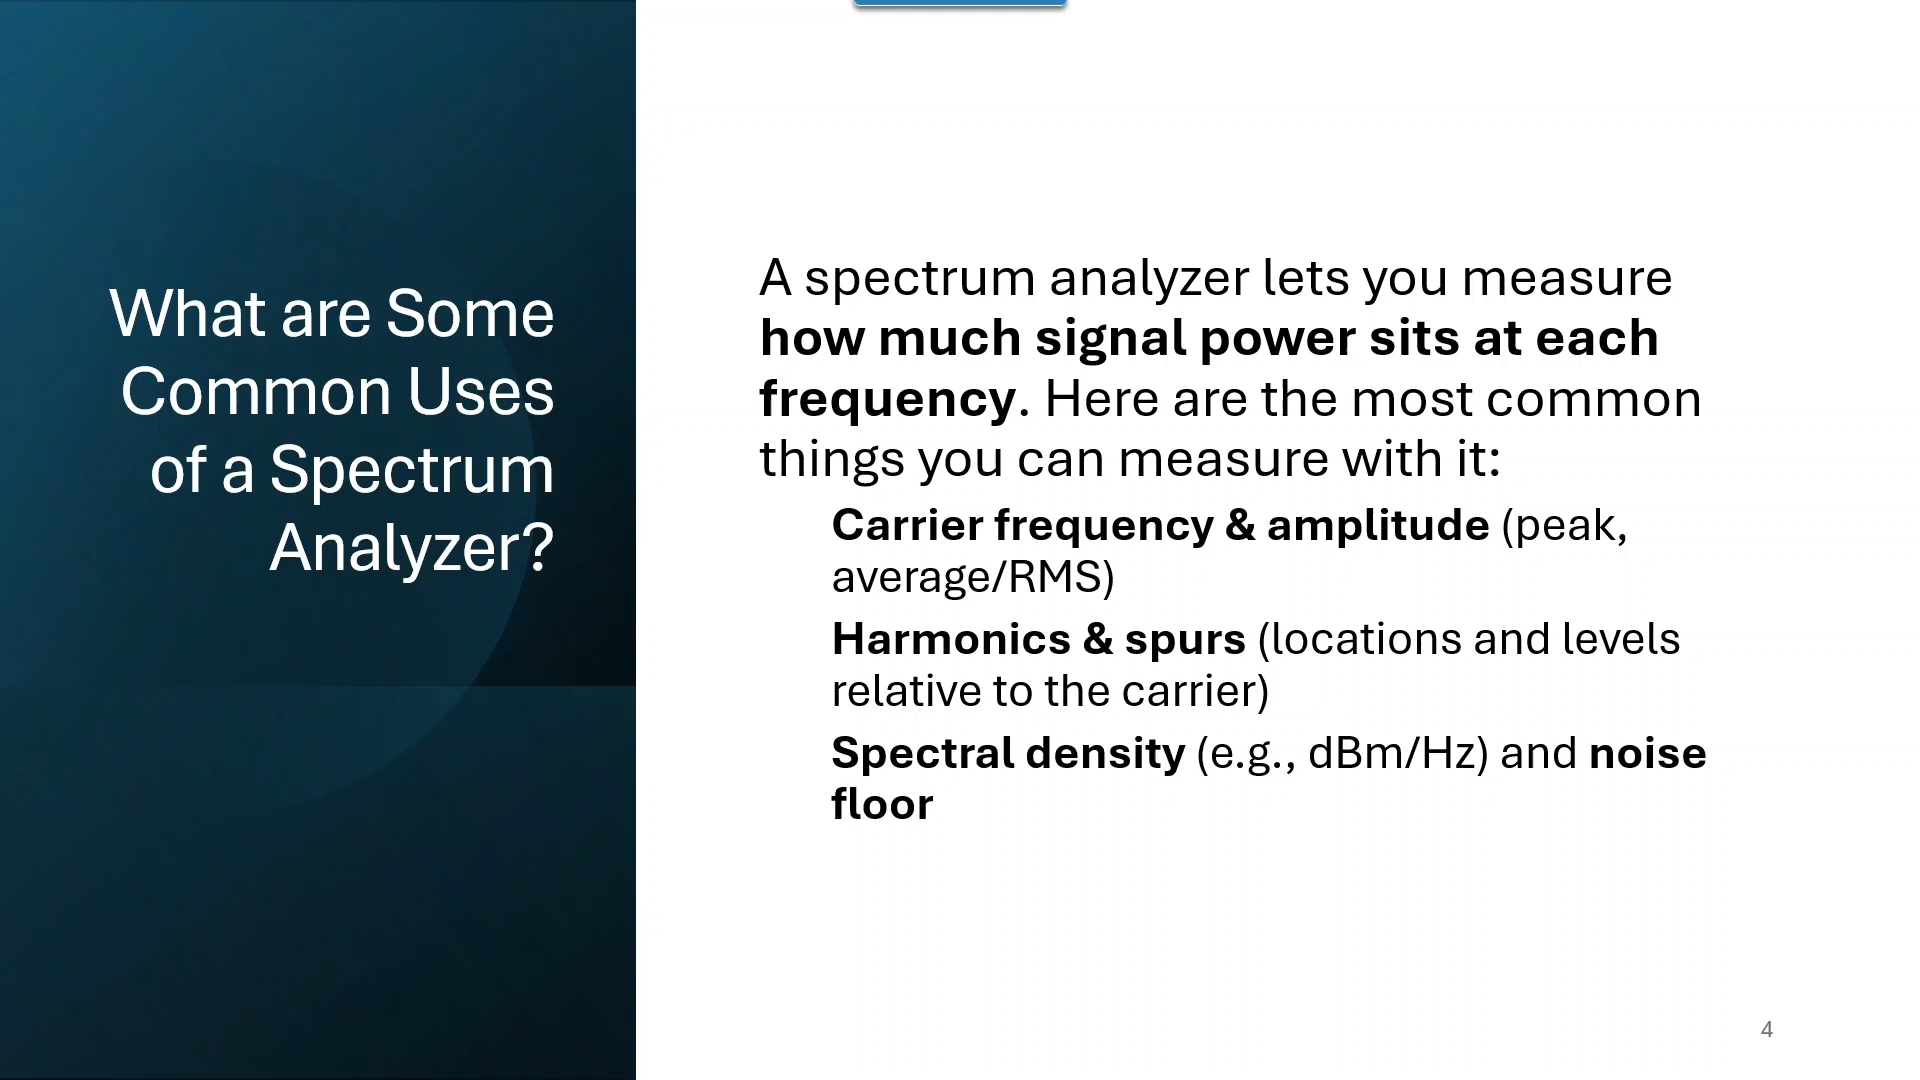 What are Some
Common Uses
of a Spectrum
Analyzer?
A spectrum analyzer lets you measure
how much signal power sits at each
frequency. Here are the most common
things you can measure with it:
Carrier frequency & amplitude (peak,
average/RMS)
Harmonics & spurs (locations and levels
relative to the carrier)
Spectral density (e.g., dBm/Hz) and noise
floor
4